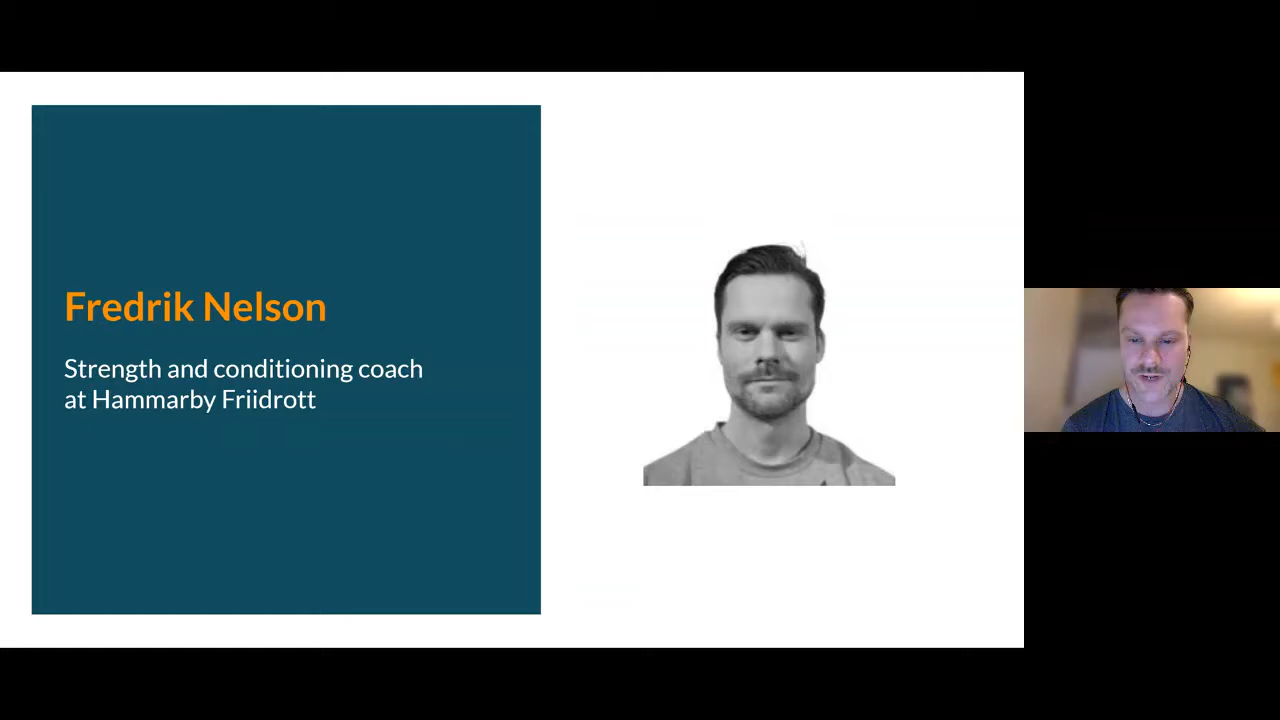 Fredrik Nelson
Strength and conditioning coach
at Hammarby Friidrott